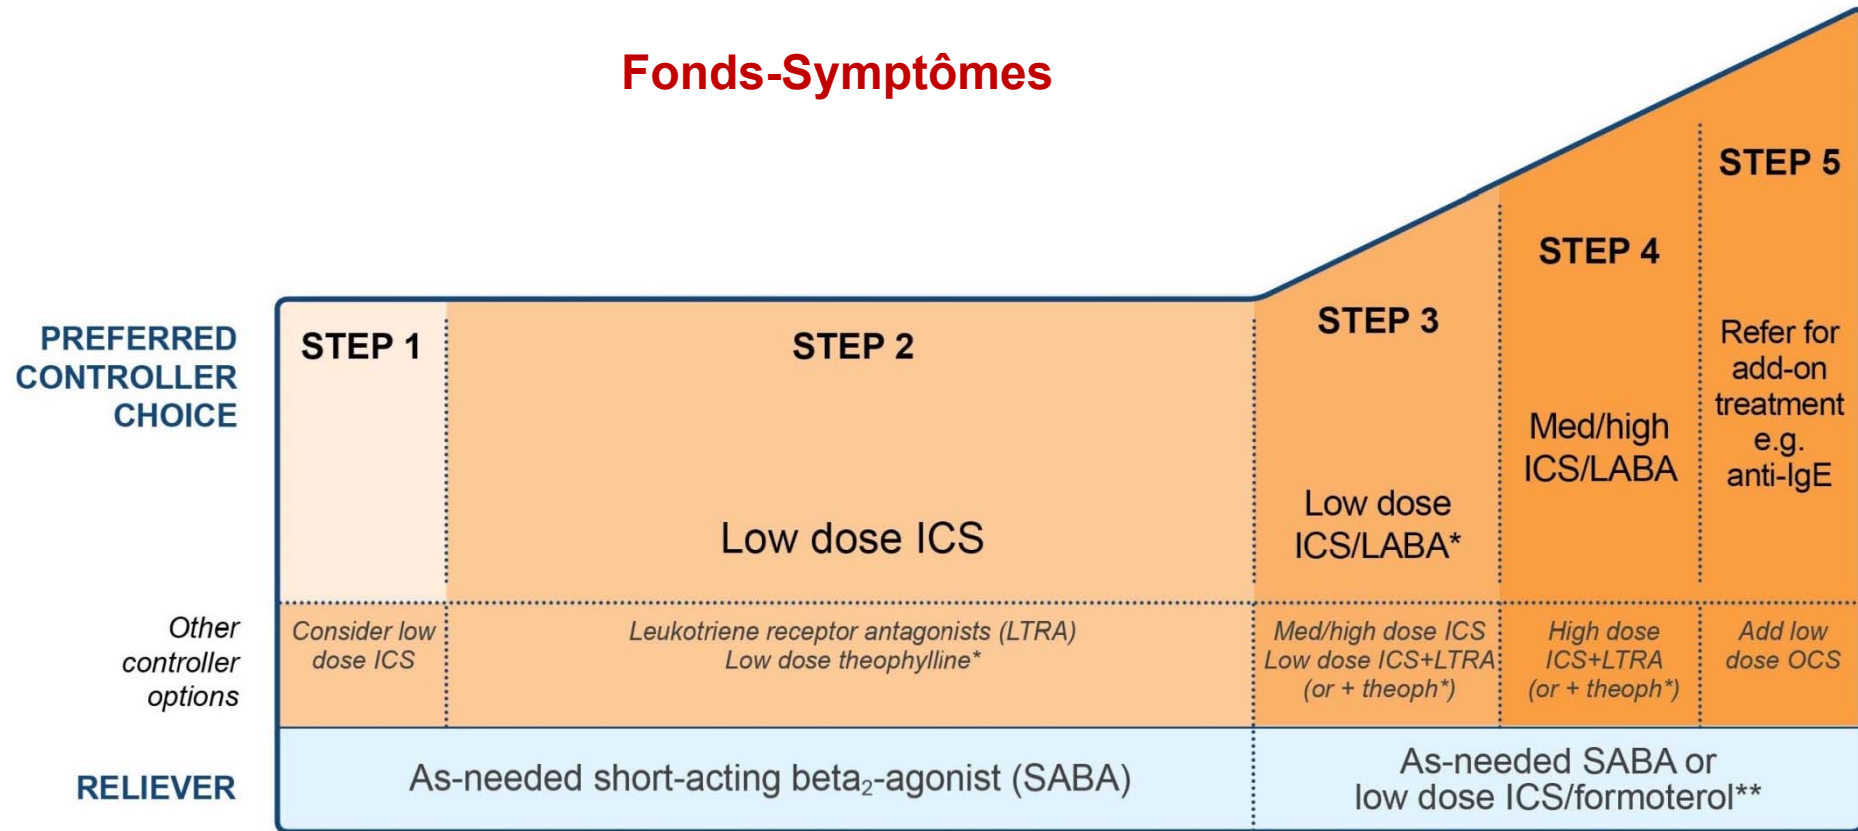 Fonds-Symptômes
PREFERRED
CONTROLLER
CHOICE
STEP 1
STEP 2
Low dose ICS
STEP 3
Low dose
ICS/LABA*
STEP 4
Med/high
ICS/LABA
STEP 5
Refer for
add-on
treatment
e.g.
anti-IgE
Other
controller
options
Consider low
dose ICS
Leukotriene receptor antagonists (LTRA)
Low dose theophylline*
Med/high dose ICS
Low dose ICS+LTRA
(or + theoph*)
High dose
ICS+LTRA
(or + theoph*)
Add low
dose OCS
RELIEVER
As-needed short-acting beta₂-agonist (SABA)
As-needed SABA or
low dose ICS/formoterol**